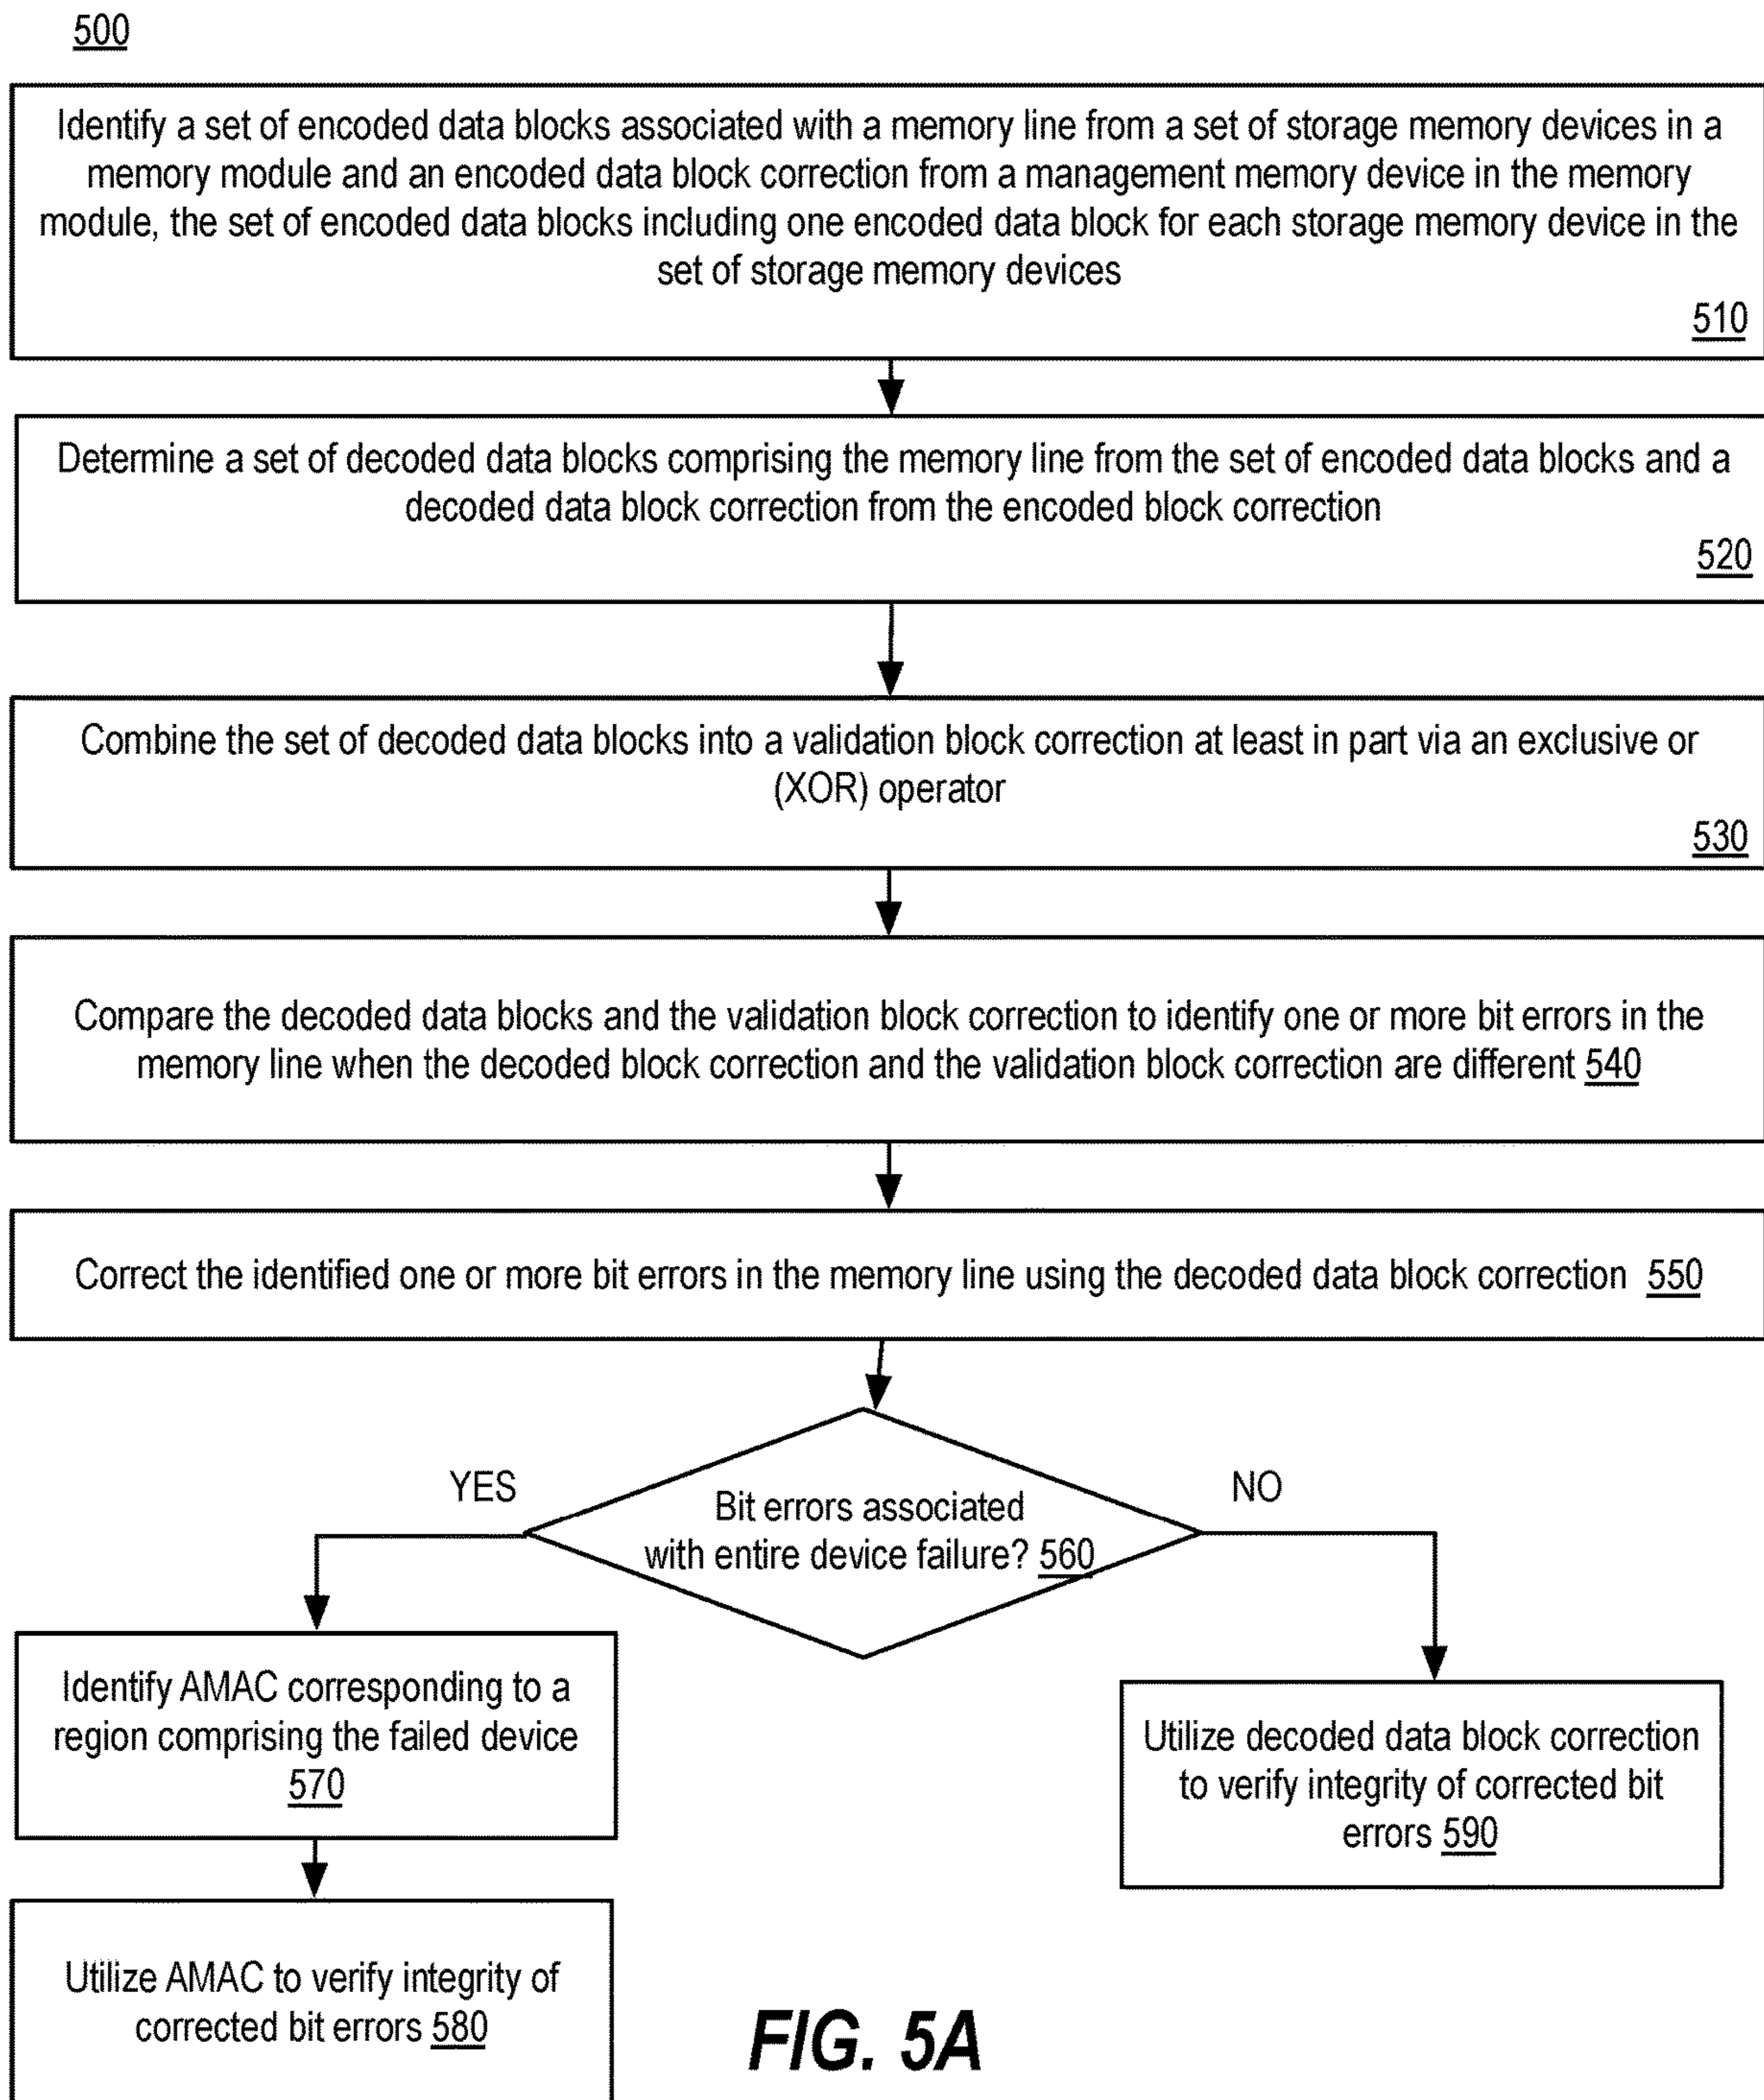 500
Identify a set of encoded data blocks associated with a memory line from a set of storage memory devices in a
memory module and an encoded data block correction from a management memory device in the memory
module, the set of encoded data blocks including one encoded data block for each storage memory device in the
set of storage memory devices
510
Determine a set of decoded data blocks comprising the memory line from the set of encoded data blocks and a
decoded data block correction from the encoded block correction
520
Combine the set of decoded data blocks into a validation block correction at least in part via an exclusive or
(XOR) operator
530
Compare the decoded data blocks and the validation block correction to identify one or more bit errors in the
memory line when the decoded block correction and the validation block correction are different 540
Correct the identified one or more bit errors in the memory line using the decoded data block correction 550
YES
NO
Bit errors associated
with entire device failure? 560
Identify AMAC corresponding to a
region comprising the failed device
570
Utilize decoded data block correction
to verify integrity of corrected bit
errors 590
Utilize AMAC to verify integrity of
corrected bit errors 580
FIG. 5A